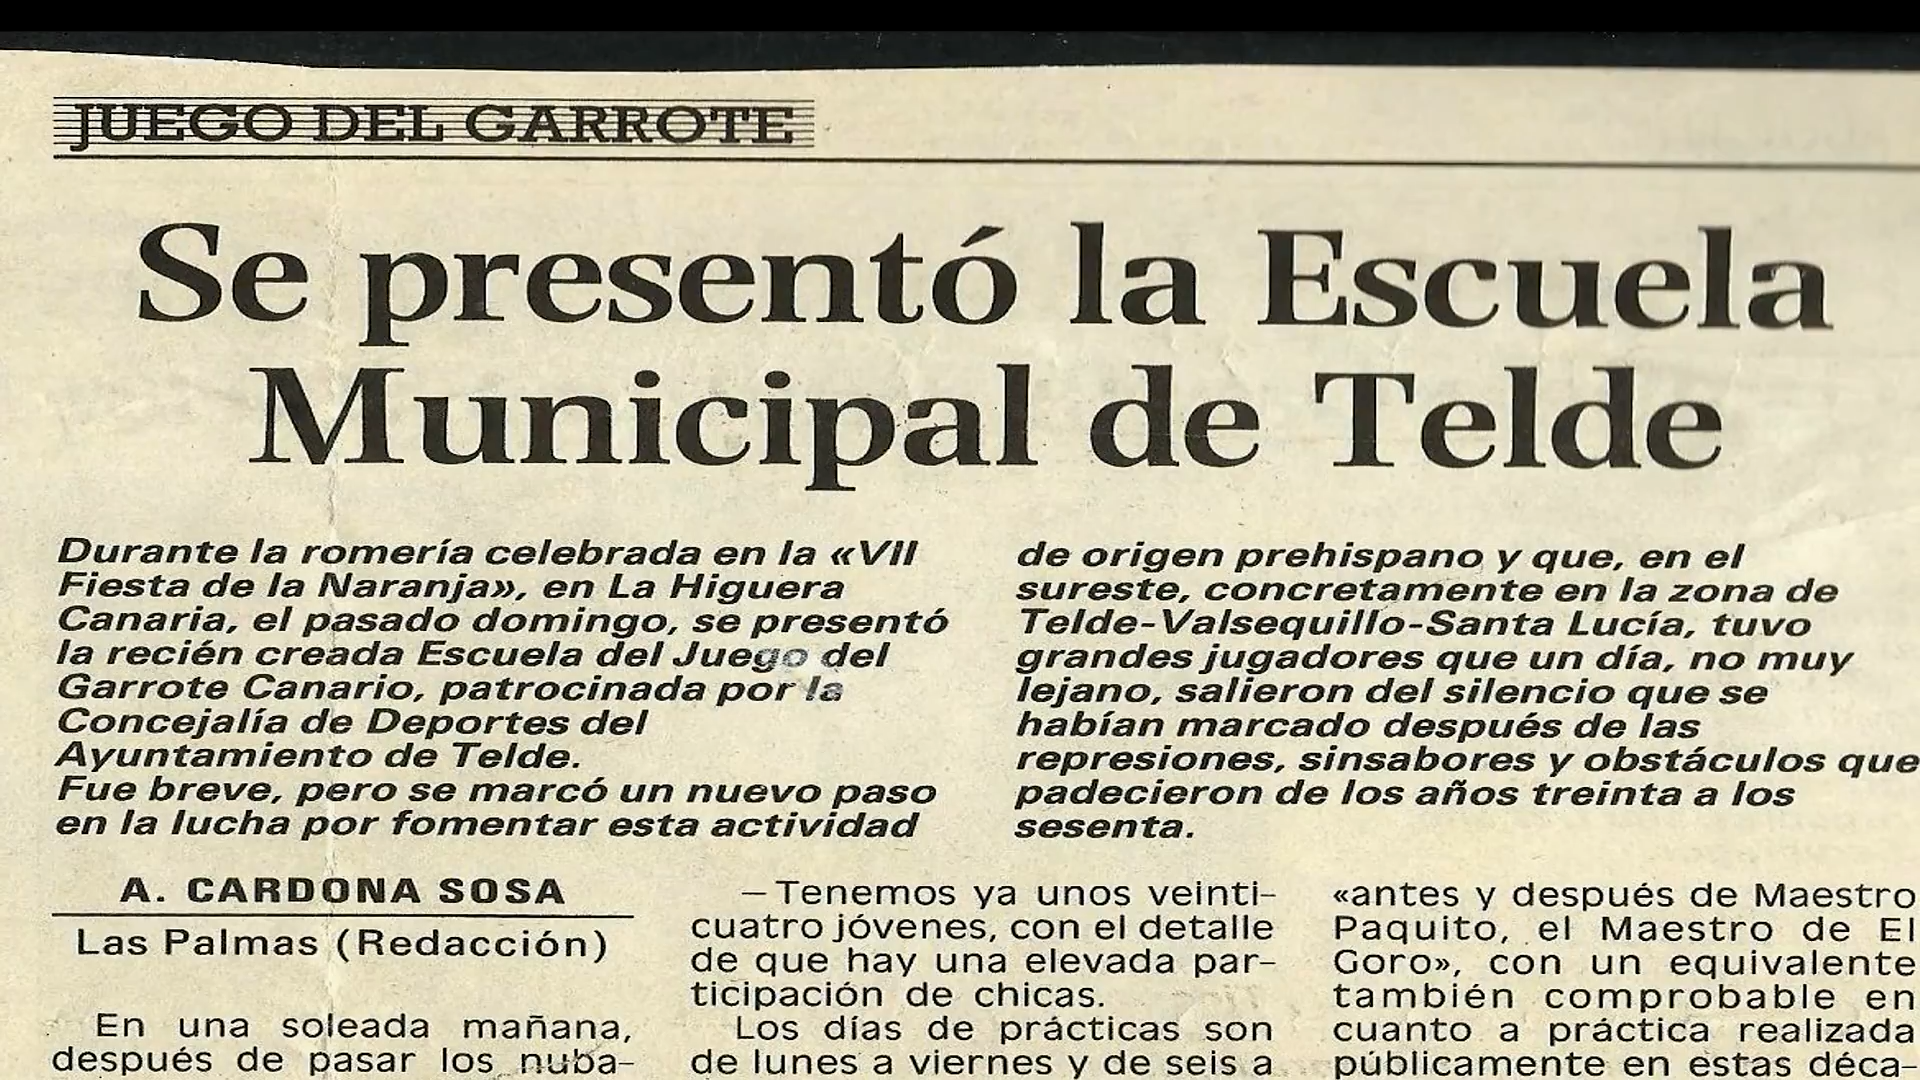 JUEGO DEL GARROTE
Se presentó la Escuela
Municipal de Telde
Durante la romería celebrada en la «VII
Fiesta de la Naranja», en La Higuera
Canaria, el pasado domingo, se presentó
la recién creada Escuela del Juego del
Garrote Canario, patrocinada por la
Concejalía de Deportes del
Ayuntamiento de Telde.
Fue breve, pero se marcó un nuevo paso
en la lucha por fomentar esta actividad
de origen prehispano y que, en el
sureste, concretamente en la zona de
Telde-Valsequillo-Santa Lucía, tuvo
grandes jugadores que un día, no muy
lejano, salieron del silencio que se
habían marcado después de las
represiones, sinsabores y obstáculos que
padecieron de los años treinta a los
sesenta.
A. CARDONA SOSA
Las Palmas (Redacción)
En una soleada mañana,
después de pasar los nuba-
—Tenemos ya unos veinti-
cuatro jóvenes, con el detalle
de que hay una elevada par-
ticipación de chicas.
Los días de prácticas son
de lunes a viernes y de seis a
«antes y después de Maestro
Paquito, el Maestro de El
Goro», con un equivalente
también comprobable en
cuanto a práctica realizada
públicamente en estas déca-